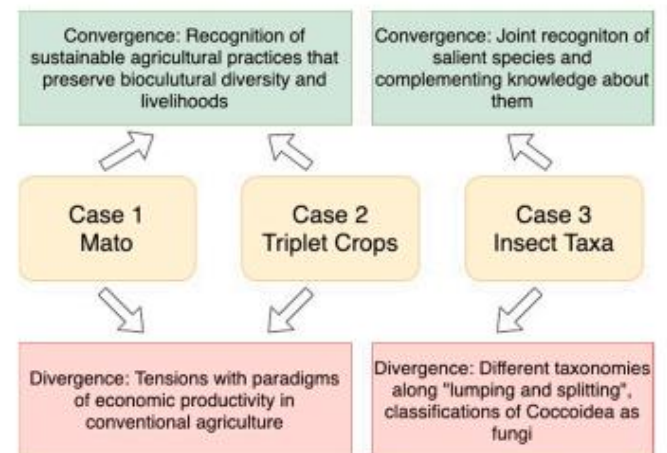 Convergence: Recognition of
sustainable agricultural practices that
preserve bioculutural diversity and
livelihoods
Convergence: Joint recogniton of
salient species and
complementing knowledge about
them
Case 1
Mato
Case 2
Triplet Crops
Case 3
Insect Taxa
Divergence: Tensions with paradigms
of economic productivity in
conventional agriculture
Divergence: Different taxonomies
along "lumping and splitting",
classifications of Coccoidea as
fungi